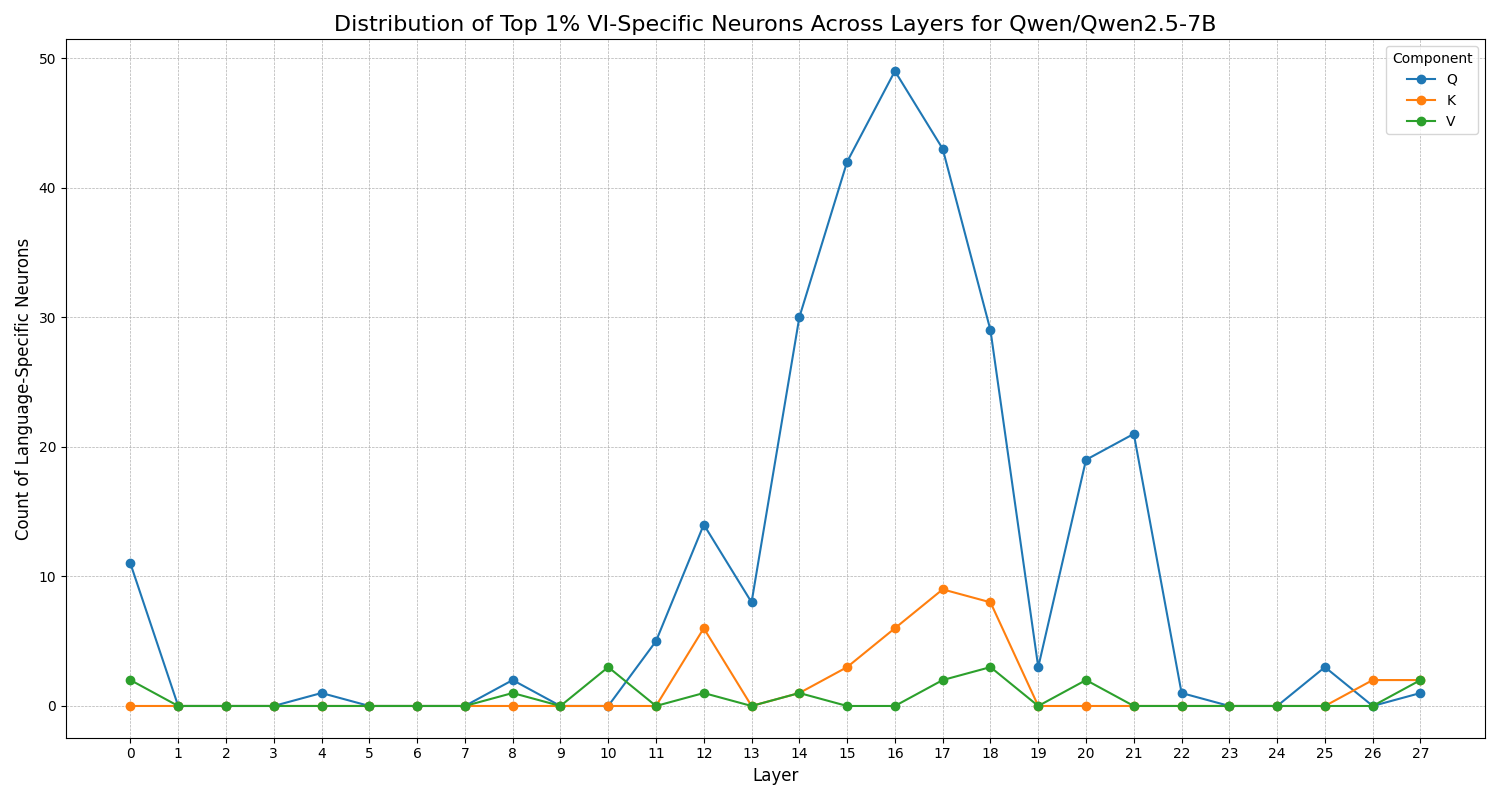 Distribution of Top 1% VI-Specific Neurons Across Layers for Qwen/Qwen2.5-7B
Component
Q
K
V
Count of Language-Specific Neurons
50
40
30
20
10
0
0 1 2 3 4 5 6 7 8 9 10 11 12 13 14 15 16 17 18 19 20 21 22 23 24 25 26 27
Layer